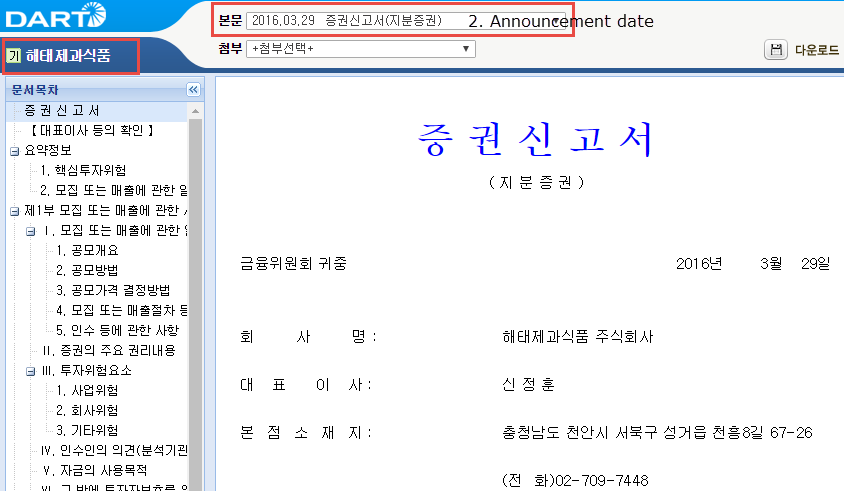 DART
본문 2016.03.29 증권신고서(지분증권) 2. Announcement date
첨부 +첨부선택+
기 해태제과식품
다운로드
문서목차
증 권 신 고 서
【 대표이사 등의 확인 】
요약정보
1. 핵심투자위험
2. 모집 또는 매출에 관한 일
제1부 모집 또는 매출에 관한
I. 모집 또는 매출에 관한
1. 공모개요
2. 공모방법
3. 공모가격 결정방법
4. 모집 또는 매출절차 등
5. 인수 등에 관한 사항
II. 증권의 주요 권리내용
III. 투자위험요소
1. 사업위험
2. 회사위험
3. 기타위험
IV. 인수인의 의견(분석기관
V. 자금의 사용목적
VI. 그 밖에 투자자보호를
증 권 신 고 서
( 지 분 증 권 )
금융위원회 귀중 2016년 3월 29일
회 사 명 : 해태제과식품 주식회사
대 표 이 사 : 신 정 훈
본 점 소 재 지 : 충청남도 천안시 서북구 성거읍 천흥8길 67-26
(전 화)02-709-7448